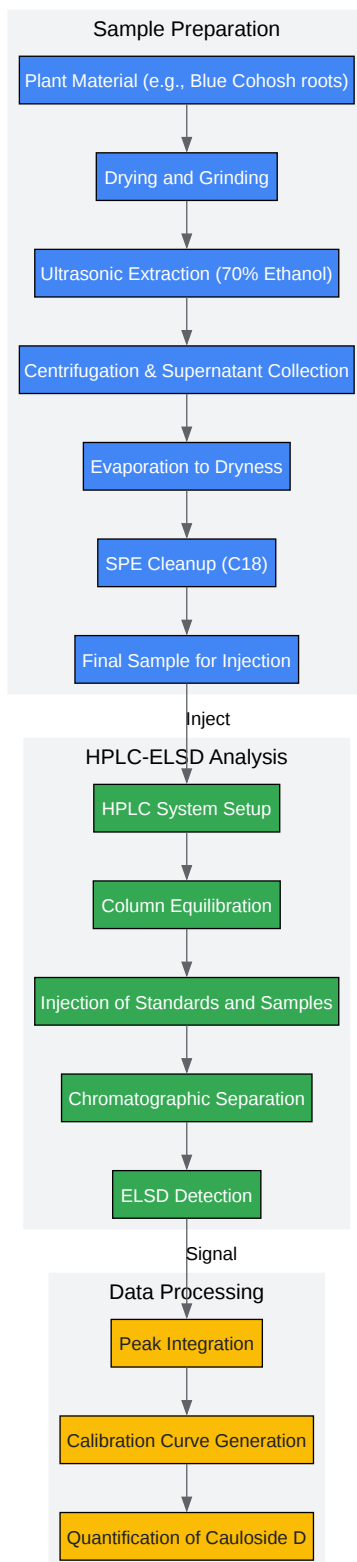 Sample Preparation
Plant Material (e.g., Blue Cohosh roots)
Drying and Grinding
Ultrasonic Extraction (70% Ethanol)
Centrifugation & Supernatant Collection
Evaporation to Dryness
SPE Cleanup (C18)
Final Sample for Injection
Inject
HPLC-ELSD Analysis
HPLC System Setup
Column Equilibration
Injection of Standards and Samples
Chromatographic Separation
ELSD Detection
Signal
Data Processing
Peak Integration
Calibration Curve Generation
Quantification of Cauloside D